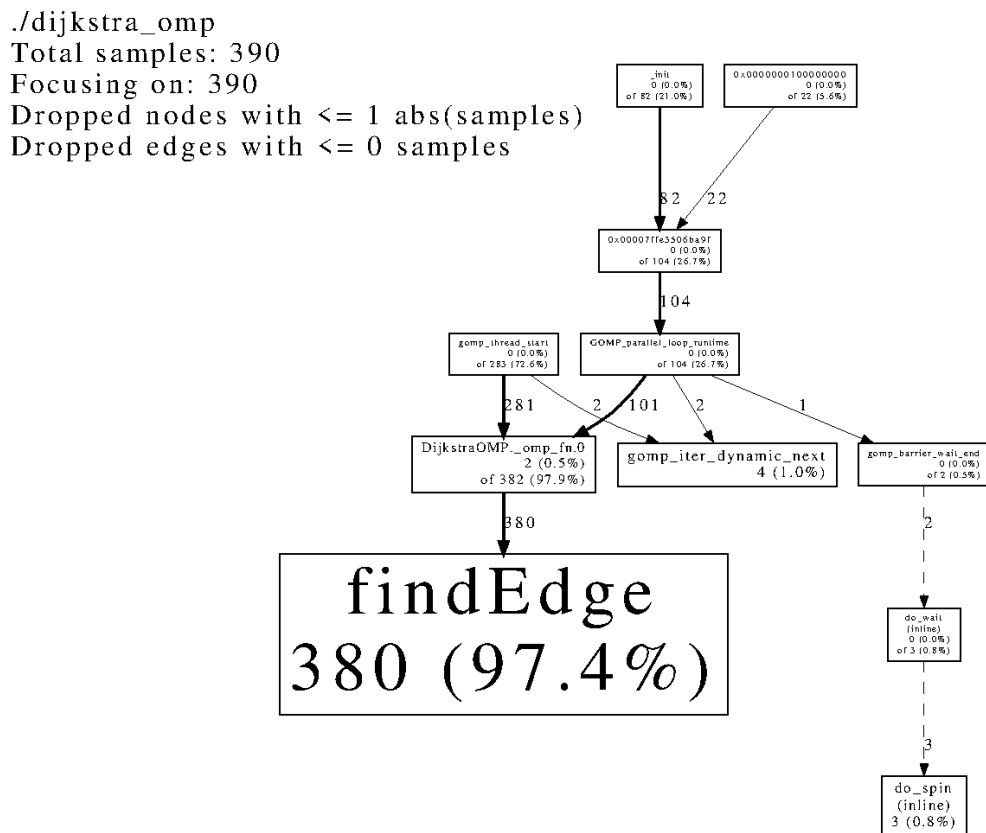 ./dijkstra_omp
Total samples: 390
Focusing on: 390
Dropped nodes with <= 1 abs(samples)
Dropped edges with <= 0 samples
_init
0 (0.0%)
of 82 (21.0%)
0x0000000100000000
0 (0.0%)
of 22 (5.6%)
82
22
0x00007ffe3506ba9f
0 (0.0%)
of 104 (26.7%)
104
gomp_thread_start
0 (0.0%)
of 283 (72.6%)
GOMP_parallel_loop_runtime
0 (0.0%)
of 104 (26.7%)
281
2
101
2
1
DijkstraOMP._omp_fn.0
2 (0.5%)
of 382 (97.9%)
gomp_iter_dynamic_next
4 (1.0%)
gomp_barrier_wait_end
0 (0.0%)
of 2 (0.5%)
380
2
findEdge
380 (97.4%)
do_wait
(inline)
0 (0.0%)
of 3 (0.8%)
3
do_spin
(inline)
3 (0.8%)